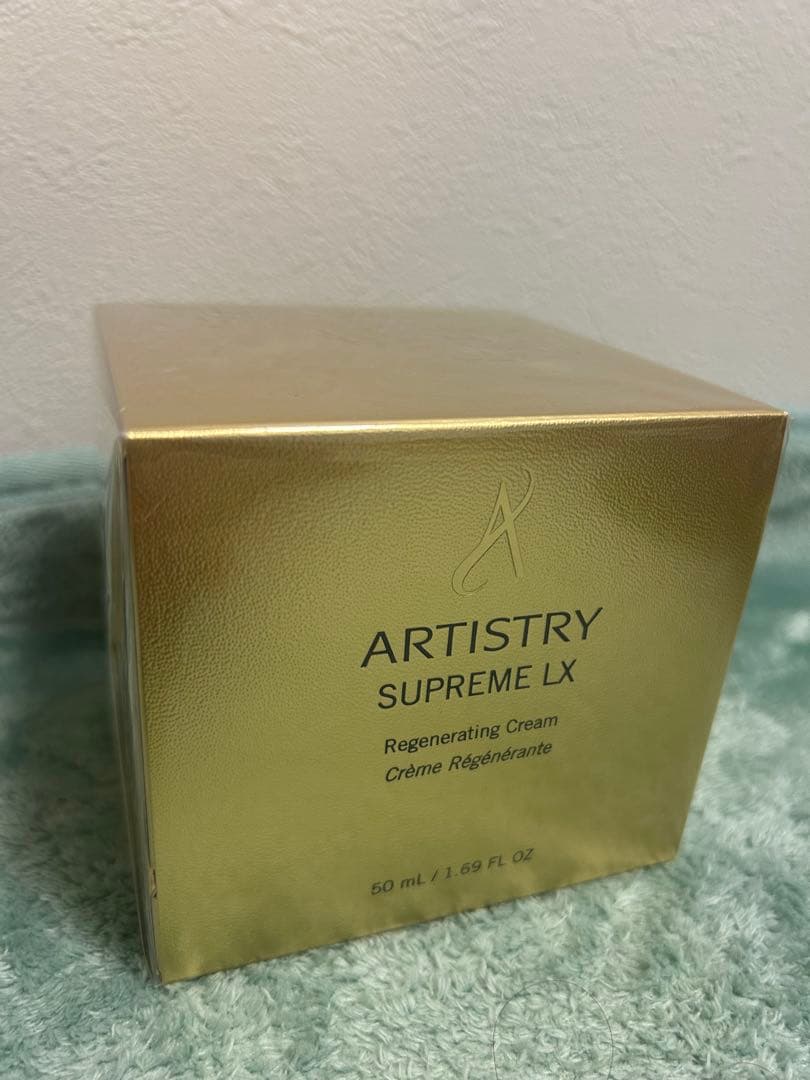 ARTISTRY
SUPREME LX
Regenerating Cream
Crème Régénérante
50 mL / 1.69 FL OZ